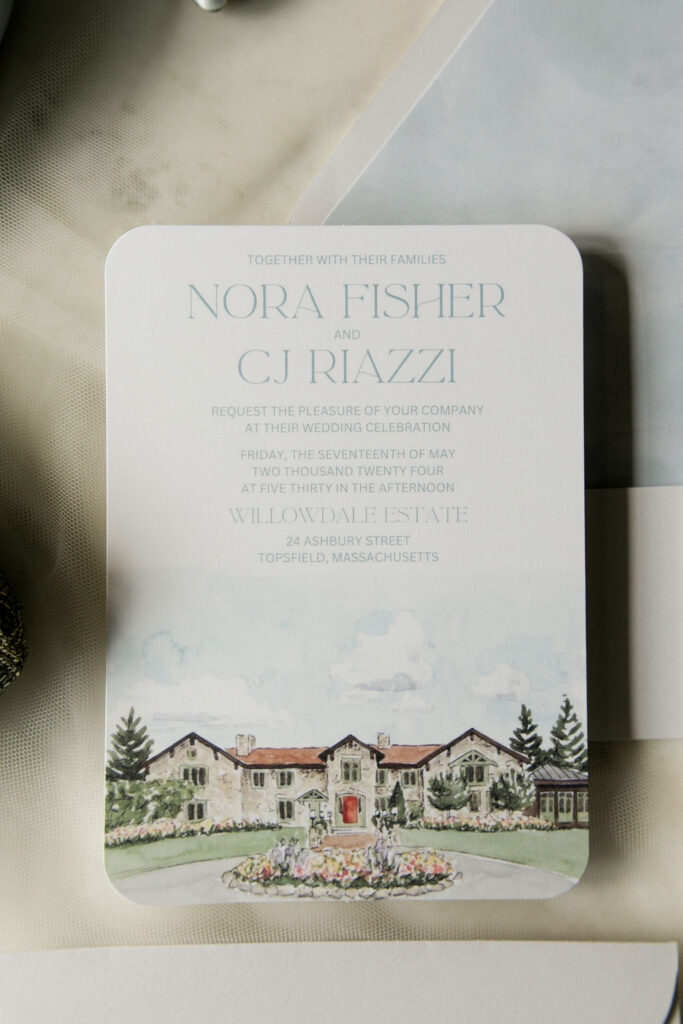 TOGETHER WITH THEIR FAMILIES
NORA FISHER
AND
CJ RIAZZI
REQUEST THE PLEASURE OF YOUR COMPANY
AT THEIR WEDDING CELEBRATION
FRIDAY, THE SEVENTEENTH OF MAY
TWO THOUSAND TWENTY FOUR
AT FIVE THIRTY IN THE AFTERNOON
WILLOWDALE ESTATE
24 ASHBURY STREET
TOPSFIELD, MASSACHUSETTS